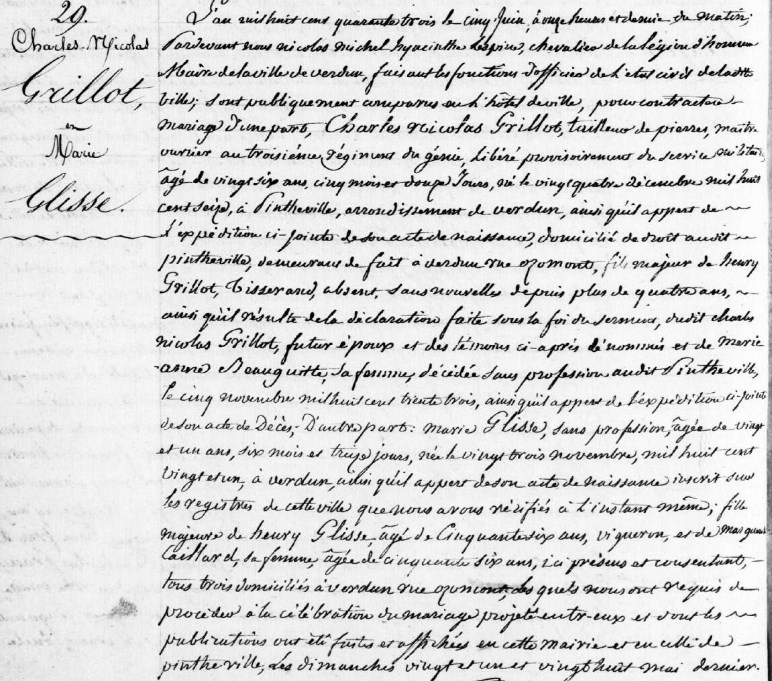 29.
Charles-Nicolas
Grillot,
en
Marie
Glisse.
L'an mil huit cent quarante trois le cinq Juin, à onze heures et demie du matin;
Pardevant nous nicolas michel hyacinthe Lespine, chevalier de la légion d'honneur
Maire de la ville de verdun, faisant les fonctions d'officier de l'état civil de ladite
ville; sont publiquement comparus en l'hôtel de ville, pour contracter
mariage D'une part, Charles nicolas Grillot, tailleur de pierres, maître
ouvrier au troisième régiment du génie, libéré provisoirement du service militaire,
âgé de vingt six ans, cinq mois et douze Jours, né le vingt quatre décembre mil huit
cent seize, à Pintheville, arrondissement de verdun, ainsi qu'il appert de
l'expédition ci-jointe de son acte de naissance, domicilié de droit audit
pintheville, demeurant de fait à verdun rue ozomont, fils majeur de henry
Grillot, Tisserand, absent, sans nouvelles depuis plus de quatre ans,
ainsi qu'il résulte de la déclaration faite sous la foi du serment, dudit charles
nicolas Grillot, futur époux et des témoins ci-après dénommés et de marie
anne Beauguitte, sa femme, décédée sans profession audit Pintheville,
le cinq novembre mil huit cent trente trois, ainsi qu'il appert de l'expédition ci-jointe
de son acte de Décès; D'autre part: marie Glisse, sans profession, âgée de vingt
et un ans, six mois et treize jours, née le vingt trois novembre, mil huit cent
vingt et un, à verdun, ainsi qu'il appert de son acte de naissance inscrit sur
les registres de cette ville que nous avons vérifiés à l'instant même; fille
majeure de henry Glisse, âgé de Cinquante six ans, vigneron, et de
Caillard, sa femme âgée de cinquante six ans, ici présens et consentant,
tous trois domiciliés à verdun rue ozomont, les quels nous ont requis de
procéder à la célébration du mariage projeté entr-eux et dont les
publications ont été faites et affichées en cette mairie et en celle de
pintheville, Les dimanches vingt et un et vingt huit mai dernier.